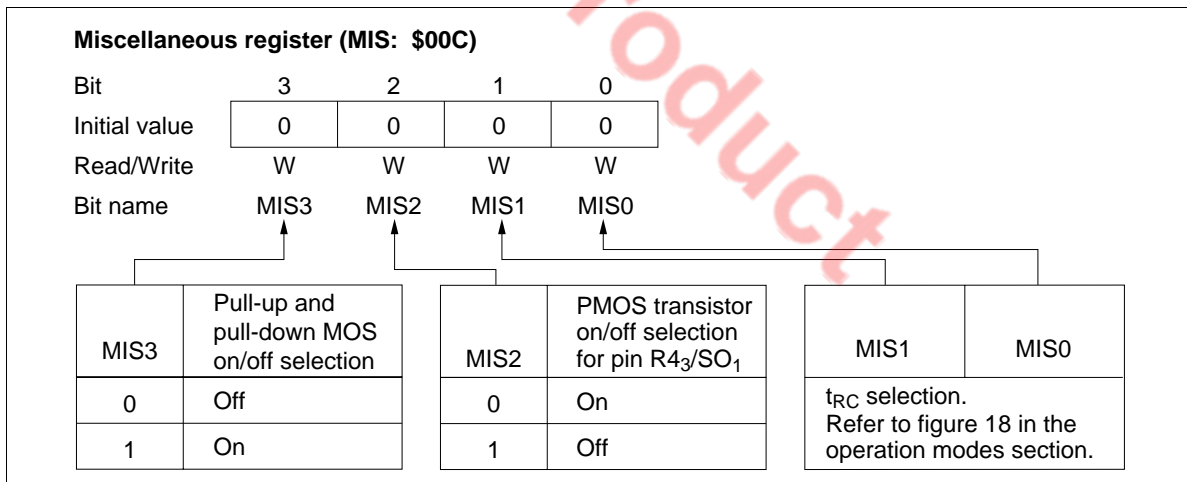 Miscellaneous register (MIS: $00C)
Bit 3 2 1 0
Initial value 0 0 0 0
Read/Write W W W W
Bit name MIS3 MIS2 MIS1 MIS0
MIS3
Pull-up and
pull-down MOS
on/off selection
0 Off
1 On
MIS2
PMOS transistor
on/off selection
for pin R4₃/SO₁
0 On
1 Off
MIS1 MIS0
tRC selection.
Refer to figure 18 in the
operation modes section.
roduct